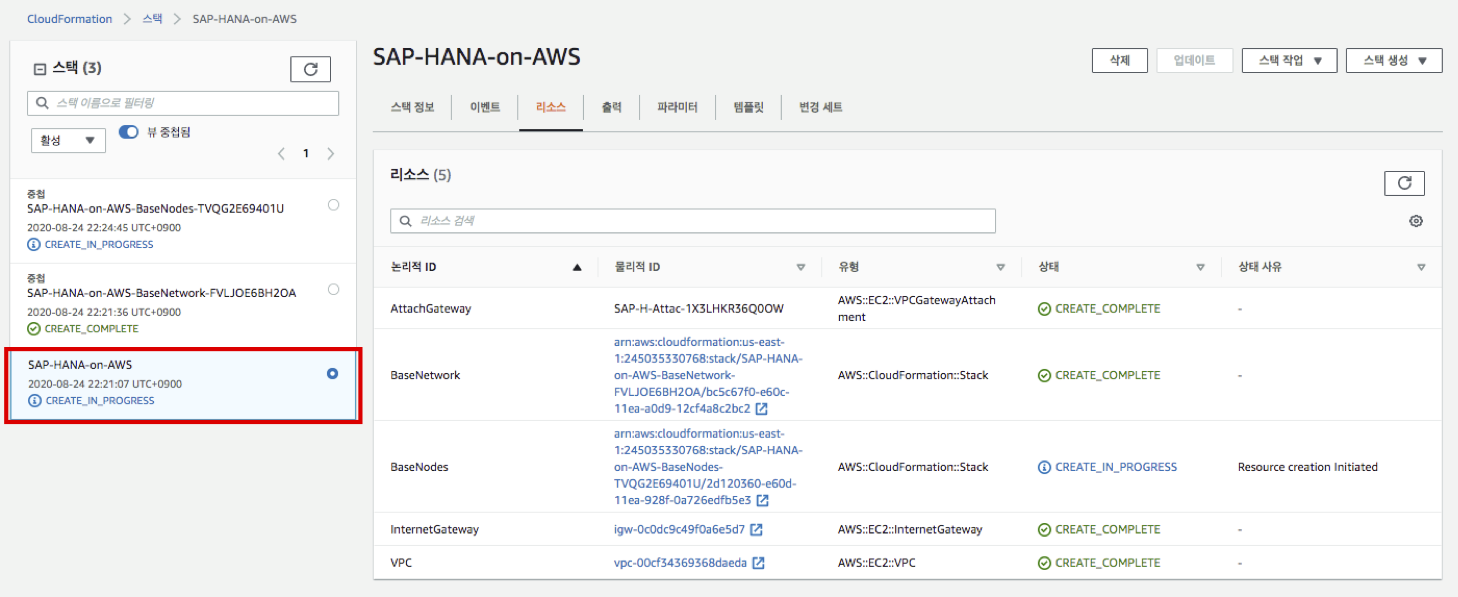 CloudFormation > 스택 > SAP-HANA-on-AWS
스택 (3)
스택 이름으로 필터링
활성
뷰 중첩됨
1
중첩
SAP-HANA-on-AWS-BaseNodes-TVQG2E69401U
2020-08-24 22:24:45 UTC+0900
CREATE_IN_PROGRESS
중첩
SAP-HANA-on-AWS-BaseNetwork-FVLJOE6BH2OA
2020-08-24 22:21:36 UTC+0900
CREATE_COMPLETE
SAP-HANA-on-AWS
2020-08-24 22:21:07 UTC+0900
CREATE_IN_PROGRESS
SAP-HANA-on-AWS
삭제
업데이트
스택 작업
스택 생성
스택 정보
이벤트
리소스
출력
파라미터
템플릿
변경 세트
리소스 (5)
리소스 검색
논리적 ID
물리적 ID
유형
상태
상태 사유
AttachGateway
SAP-H-Attac-1X3LHKR36Q0OW
AWS::EC2::VPCGatewayAttach
ment
CREATE_COMPLETE
-
BaseNetwork
arn:aws:cloudformation:us-east-
1:245035330768:stack/SAP-HANA-
on-AWS-BaseNetwork-
FVLJOE6BH2OA/bc5c67f0-e60c-
11ea-a0d9-12cf4a8c2bc2
AWS::CloudFormation::Stack
CREATE_COMPLETE
-
BaseNodes
arn:aws:cloudformation:us-east-
1:245035330768:stack/SAP-HANA-
on-AWS-BaseNodes-
TVQG2E69401U/2d120360-e60d-
11ea-928f-0a726edfb5e3
AWS::CloudFormation::Stack
CREATE_IN_PROGRESS
Resource creation Initiated
InternetGateway
igw-0c0dc9c49f0a6e5d7
AWS::EC2::InternetGateway
CREATE_COMPLETE
-
VPC
vpc-00cf34369368daeda
AWS::EC2::VPC
CREATE_COMPLETE
-